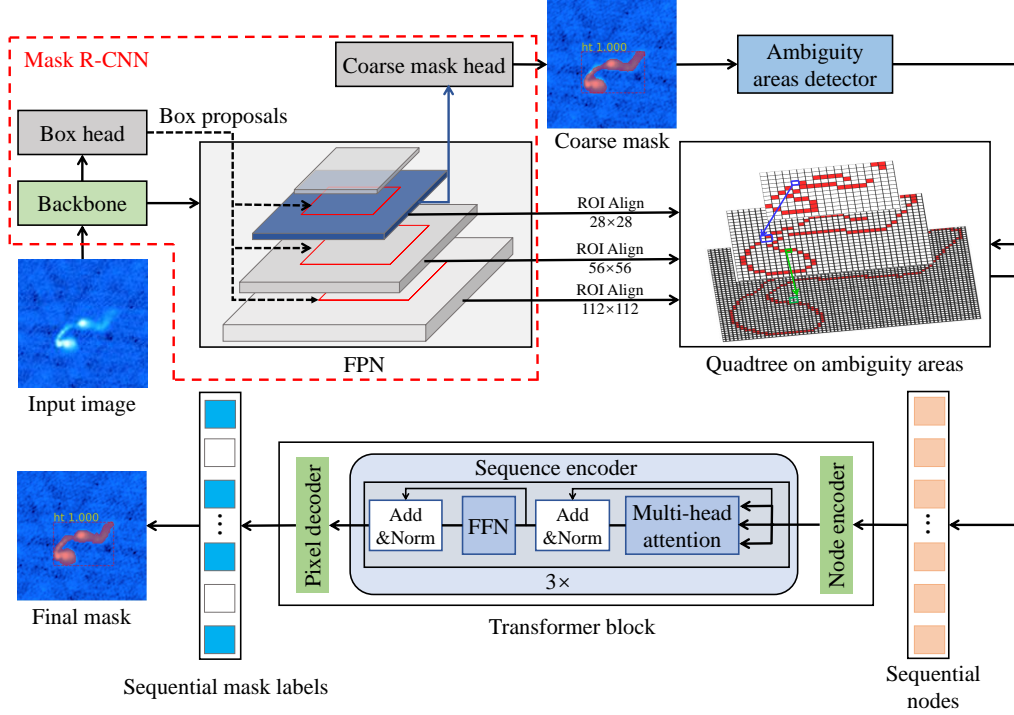 Mask R-CNN
Box head
Box proposals
Backbone
Coarse mask head
ht 1.000
Coarse mask
Ambiguity
areas detector
ROI Align
28×28
ROI Align
56×56
ROI Align
112×112
FPN
Quadtree on ambiguity areas
Input image
ht 1.000
Final mask
Sequential mask labels
Pixel decoder
Sequence encoder
Add
&Norm
FFN
Add
&Norm
Multi-head
attention
3×
Node encoder
Transformer block
Sequential
nodes